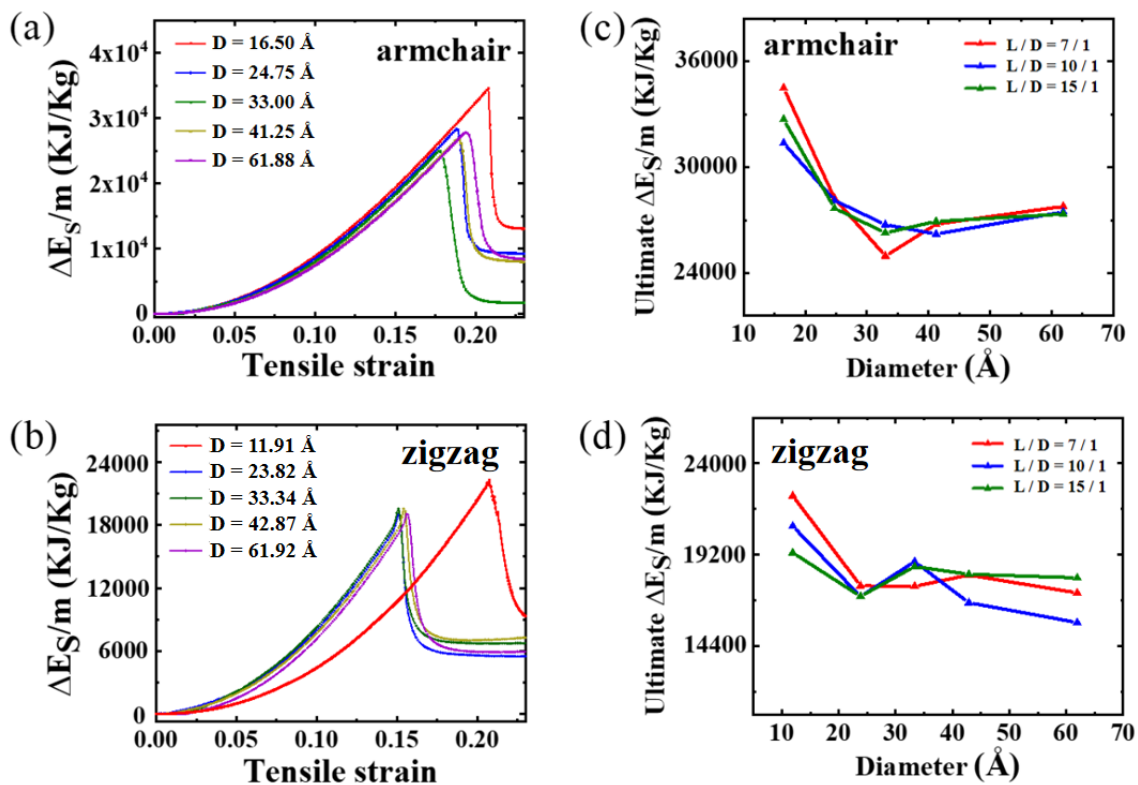 (a)
armchair
D = 16.50 Å
D = 24.75 Å
D = 33.00 Å
D = 41.25 Å
D = 61.88 Å
ΔES/m (KJ/Kg)
4x10⁴
3x10⁴
2x10⁴
1x10⁴
0
0.00 0.05 0.10 0.15 0.20
Tensile strain
(c)
armchair
L / D = 7 / 1
L / D = 10 / 1
L / D = 15 / 1
Ultimate ΔES/m (KJ/Kg)
36000
30000
24000
10 20 30 40 50 60 70
Diameter (Å)
(b)
zigzag
D = 11.91 Å
D = 23.82 Å
D = 33.34 Å
D = 42.87 Å
D = 61.92 Å
ΔES/m (KJ/Kg)
24000
18000
12000
6000
0
0.00 0.05 0.10 0.15 0.20
Tensile strain
(d)
zigzag
L / D = 7 / 1
L / D = 10 / 1
L / D = 15 / 1
Ultimate ΔES/m (KJ/Kg)
24000
19200
14400
10 20 30 40 50 60 70
Diameter (Å)